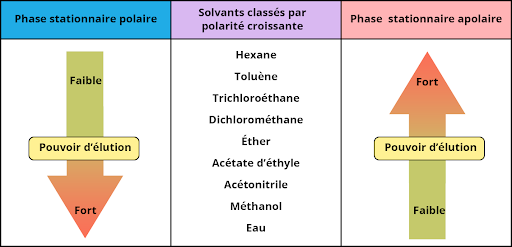 Phase stationnaire polaire
Solvants classés par
polarité croissante
Phase stationnaire apolaire
Faible
Pouvoir d'élution
Fort
Hexane
Toluène
Trichloroéthane
Dichlorométhane
Éther
Acétate d'éthyle
Acétonitrile
Méthanol
Eau
Fort
Pouvoir d'élution
Faible